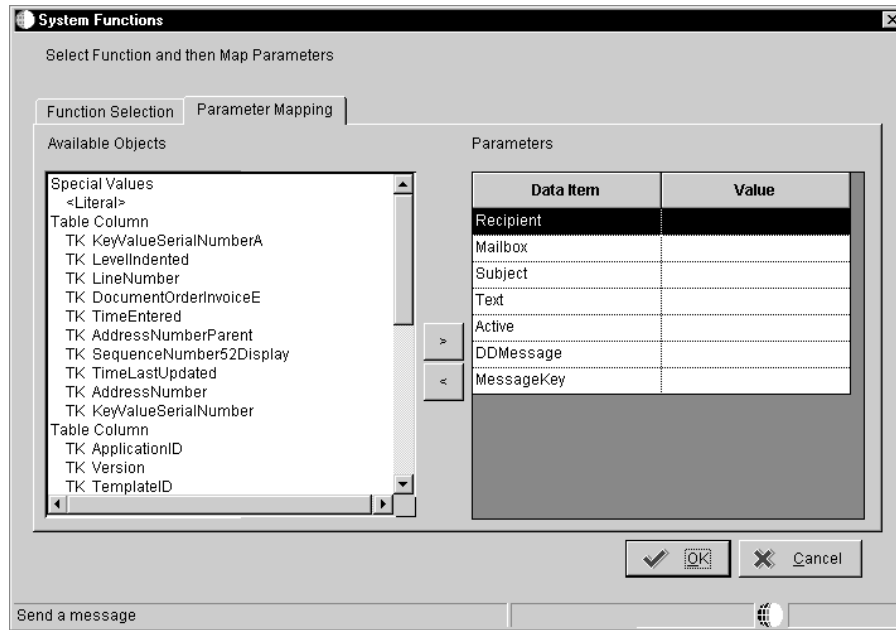 System Functions
Select Function and then Map Parameters
Function Selection
Parameter Mapping
Available Objects
Special Values
<Literal>
Table Column
TK KeyValueSerialNumberA
TK LevelIndented
TK LineNumber
TK DocumentOrderInvoiceE
TK TimeEntered
TK AddressNumberParent
TK SequenceNumber52Display
TK TimeLastUpdated
TK AddressNumber
TK KeyValueSerialNumber
Table Column
TK ApplicationID
TK Version
TK TemplateID
>
<
Parameters
Data Item Value
Recipient
Mailbox
Subject
Text
Active
DDMessage
MessageKey
OK
Cancel
Send a message